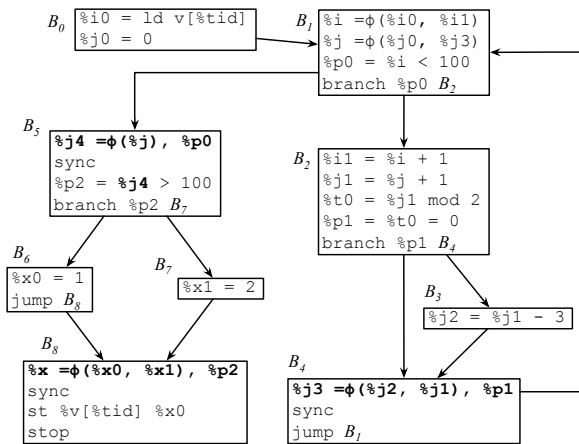 B0
%i0 = ld v[%tid]
%j0 = 0
B1
%i =ϕ(%i0, %i1)
%j =ϕ(%j0, %j3)
%p0 = %i < 100
branch %p0 B2
B5
%j4 =ϕ(%j), %p0
sync
%p2 = %j4 > 100
branch %p2 B7
B2
%i1 = %i + 1
%j1 = %j + 1
%t0 = %j1 mod 2
%p1 = %t0 = 0
branch %p1 B4
B6
%x0 = 1
jump B8
B7
%x1 = 2
B3
%j2 = %j1 - 3
B8
%x =ϕ(%x0, %x1), %p2
sync
st %v[%tid] %x0
stop
B4
%j3 =ϕ(%j2, %j1), %p1
sync
jump B1